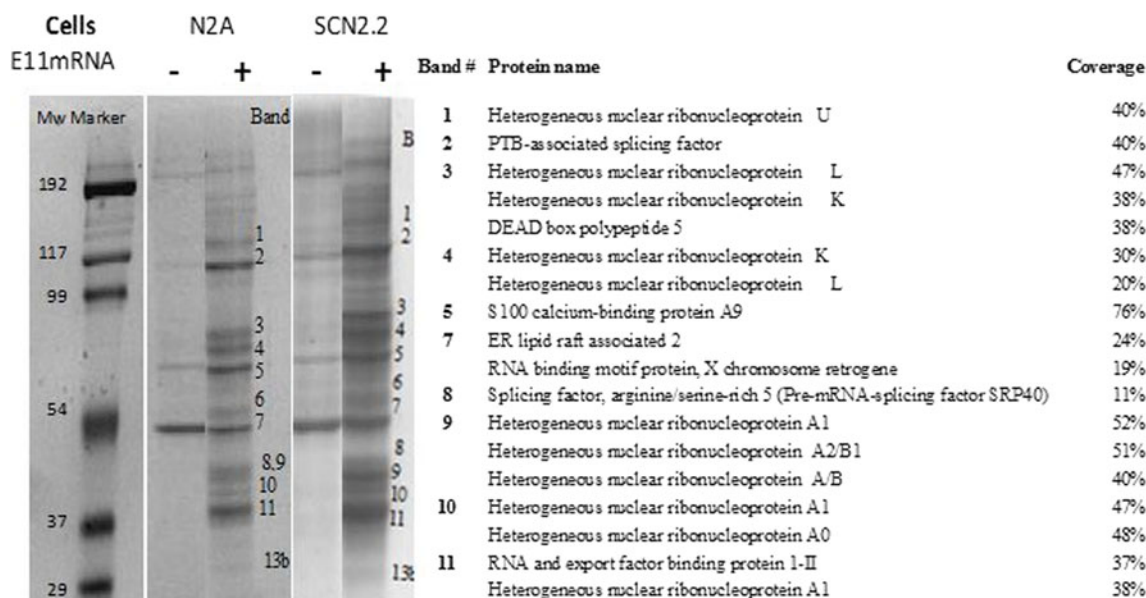 Cells N2A SCN2.2
E11mRNA - + - +
Mw Marker Band B
192
117
99
54
37
29
1
2
3
4
5
6
7
8,9
10
11
13b
1
2
3
4
5
6
7
8
9
10
11
13b
Band # Protein name Coverage
1 Heterogeneous nuclear ribonucleoprotein U 40%
2 PTB-associated splicing factor 40%
3 Heterogeneous nuclear ribonucleoprotein L 47%
Heterogeneous nuclear ribonucleoprotein K 38%
DEAD box polypeptide 5 38%
4 Heterogeneous nuclear ribonucleoprotein K 30%
Heterogeneous nuclear ribonucleoprotein L 20%
5 S100 calcium-binding protein A9 76%
7 ER lipid raft associated 2 24%
RNA binding motif protein, X chromosome retrogene 19%
8 Splicing factor, arginine/serine-rich 5 (Pre-mRNA-splicing factor SRP40) 11%
9 Heterogeneous nuclear ribonucleoprotein A1 52%
Heterogeneous nuclear ribonucleoprotein A2/B1 51%
Heterogeneous nuclear ribonucleoprotein A/B 40%
10 Heterogeneous nuclear ribonucleoprotein A1 47%
Heterogeneous nuclear ribonucleoprotein A0 48%
11 RNA and export factor binding protein 1-II 37%
Heterogeneous nuclear ribonucleoprotein A1 38%